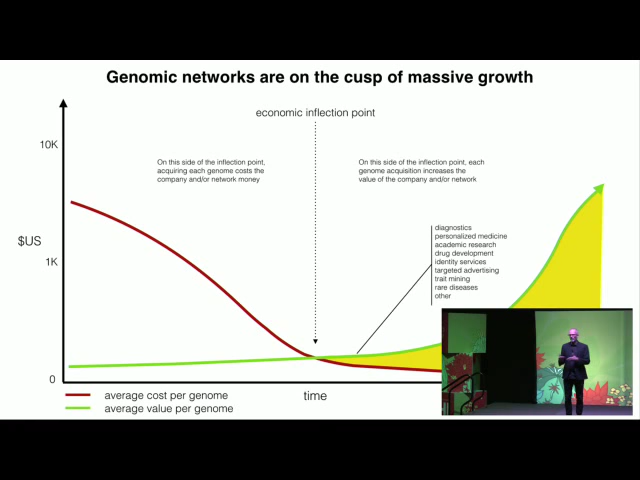 Genomic networks are on the cusp of massive growth
economic inflection point
10K
On this side of the inflection point,
acquiring each genome costs the
company and/or network money
On this side of the inflection point, each
genome acquisition increases the
value of the company and/or network
diagnostics
personalized medicine
academic research
drug development
identity services
targeted advertising
trait mining
rare diseases
other
$US
1K
0
average cost per genome
average value per genome
time